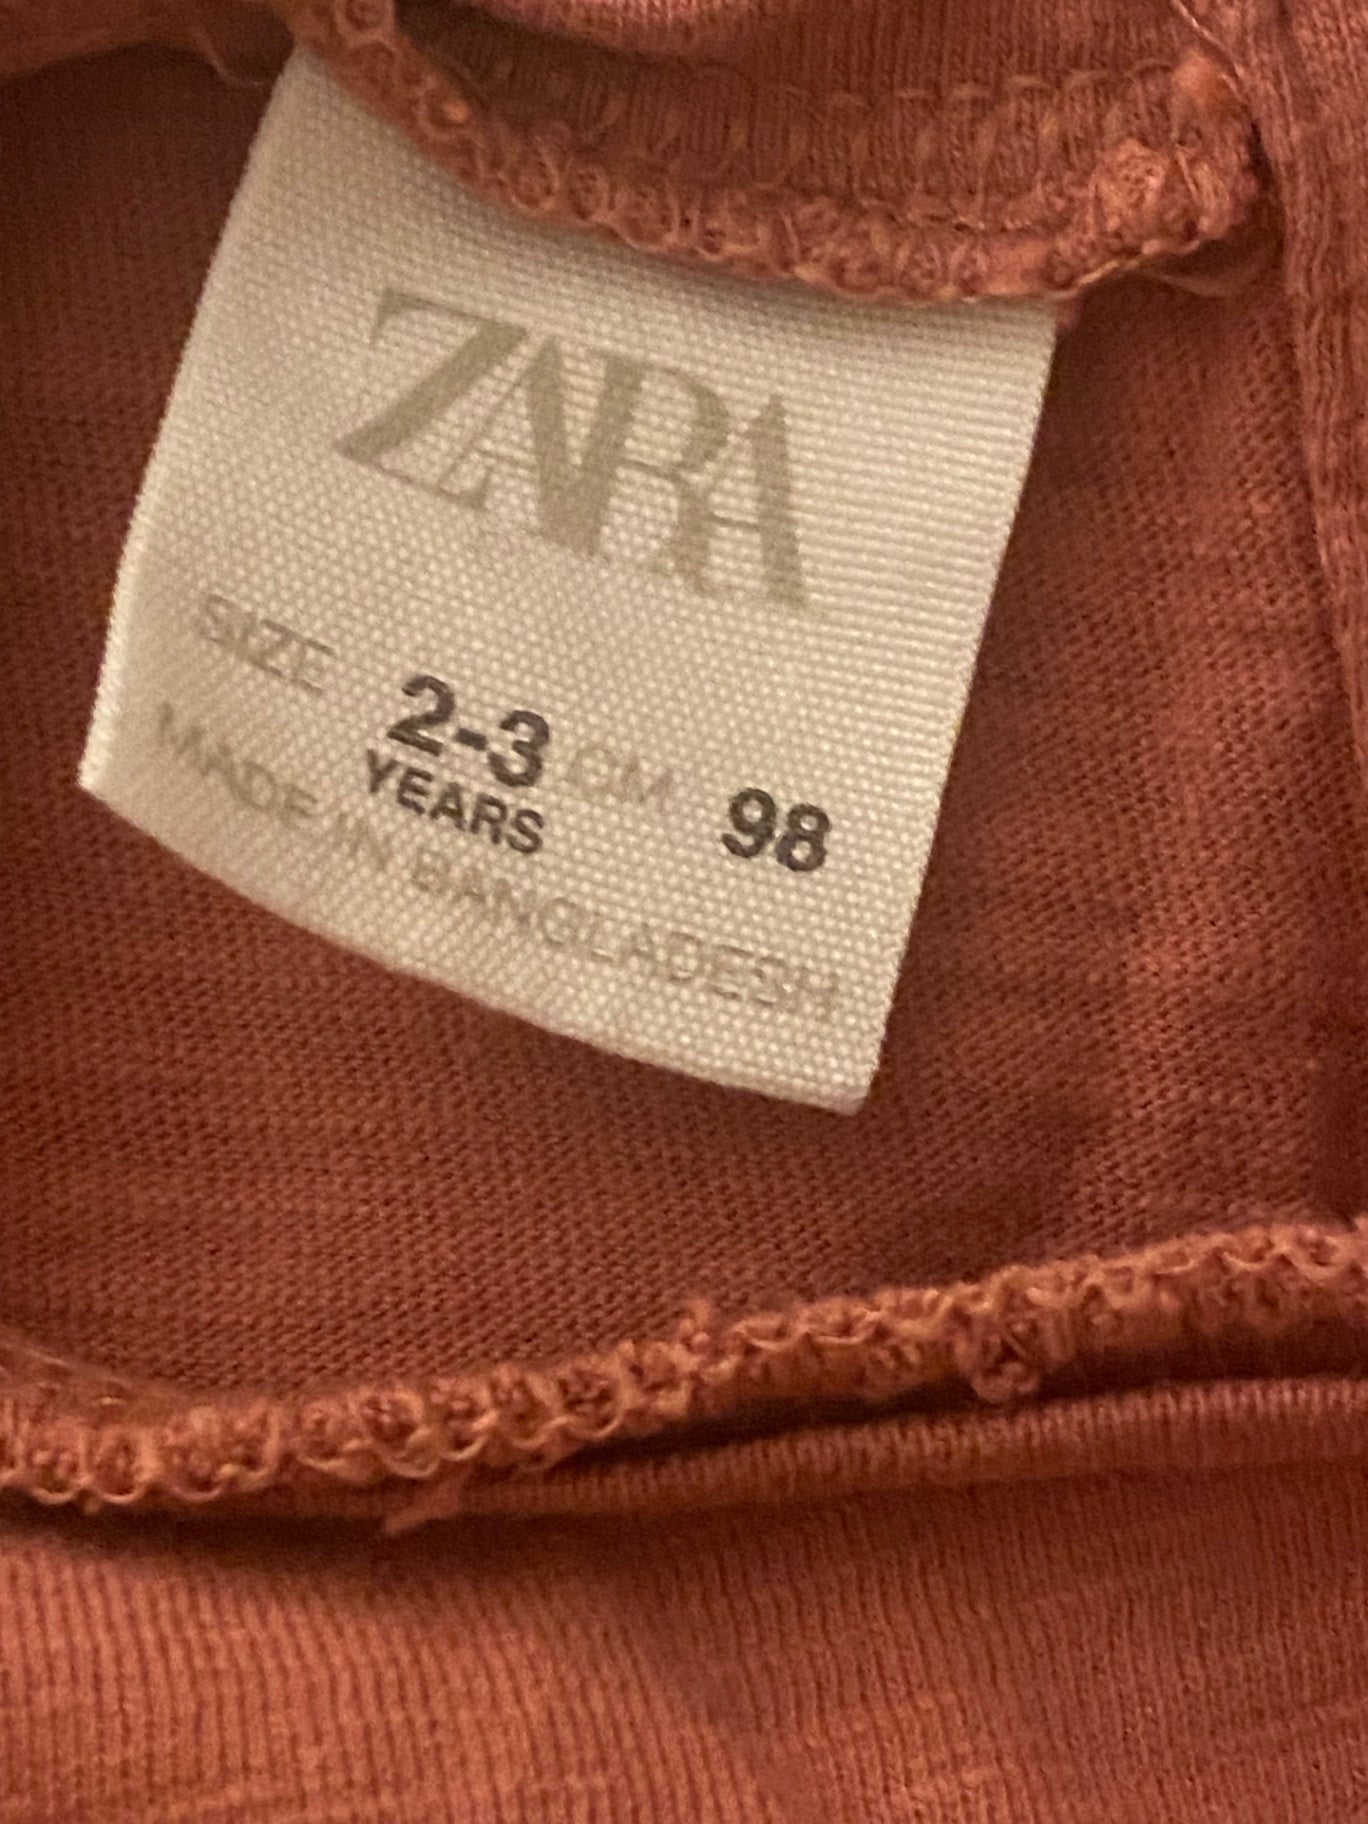 ZARA
SIZE 2-3 CM 98
YEARS
MADE IN BANGLADESH